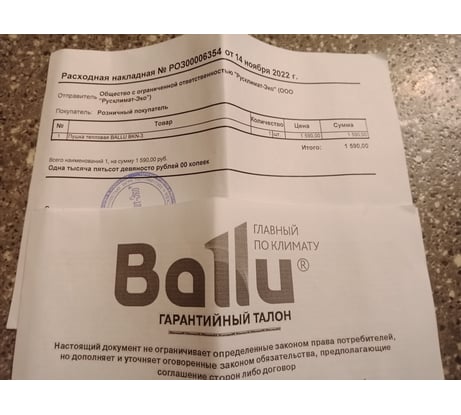 Расходная накладная № РО300006354 от 14 ноября 2022 г.
Отправитель: Общество с ограниченной ответственностью "Русклимат-Эко" (ООО
"Русклимат-Эко")
Покупатель: Розничный покупатель
№ Товар Количество Цена Сумма
1 Пушка тепловая BALLU BKN-3 1 шт. 1 590,00 1 590,00
Итого: 1 590,00
Всего наименований 1, на сумму 1 590,00 руб.
Одна тысяча пятьсот девяносто рублей 00 копеек
ГЛАВНЫЙ
ПО КЛИМАТУ
Ballu®
ГАРАНТИЙНЫЙ ТАЛОН
Настоящий документ не ограничивает определенные законом права потребителей,
но дополняет и уточняет оговоренные законом обязательства, предполагающие
соглашение сторон либо договор